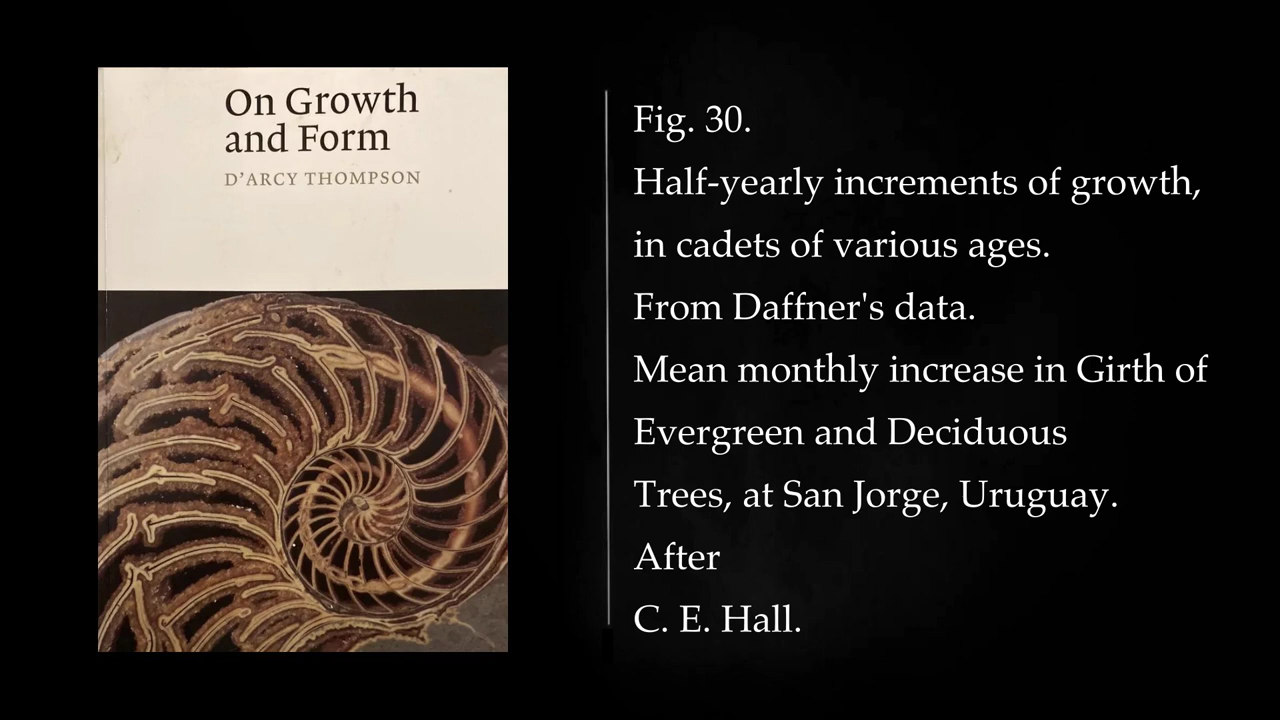 On Growth
and Form
D'ARCY THOMPSON
Fig. 30.
Half-yearly increments of growth,
in cadets of various ages.
From Daffner's data.
Mean monthly increase in Girth of
Evergreen and Deciduous
Trees, at San Jorge, Uruguay.
After
C. E. Hall.